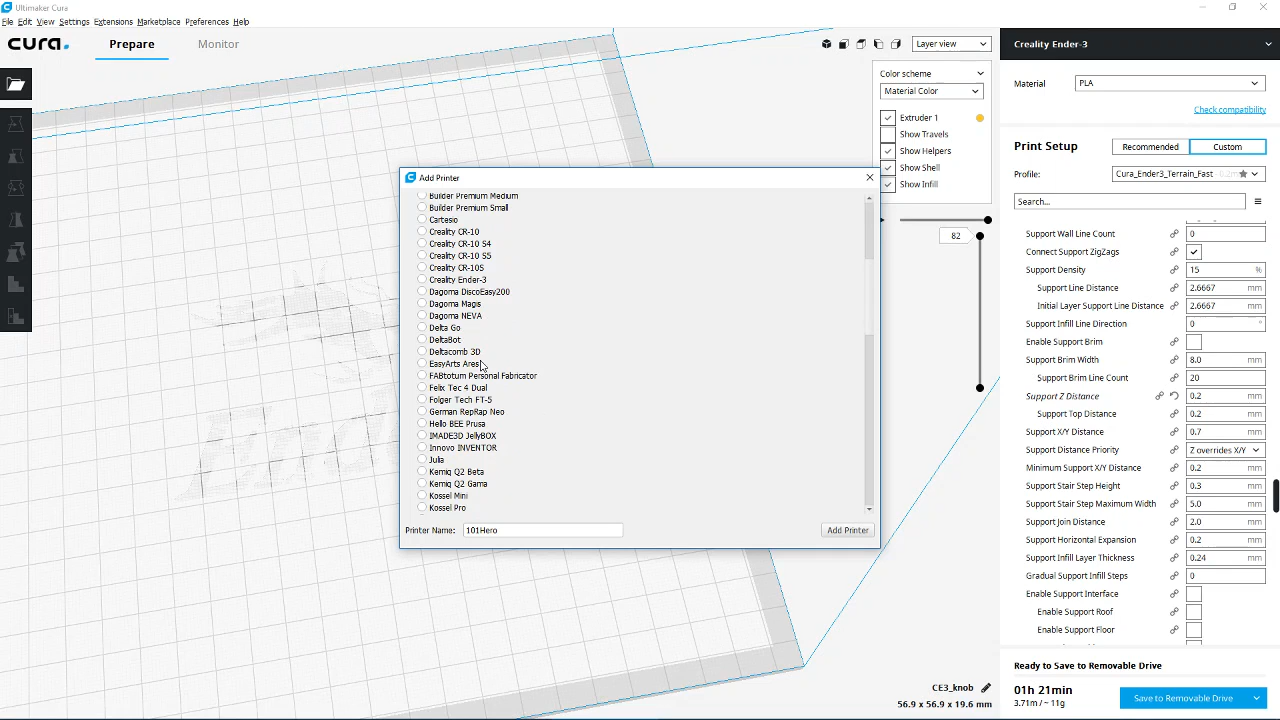 Ultimaker Cura
File Edit View Settings Extensions Marketplace Preferences Help
cura.
Prepare
Monitor
Layer view
Color scheme
Material Color
Extruder 1
Show Travels
Show Helpers
Show Shell
Show Infill
82
Add Printer
Builder Premium Medium
Builder Premium Small
Cartesio
Creality CR-10
Creality CR-10 S4
Creality CR-10 S5
Creality CR-10S
Creality Ender-3
Dagoma DiscoEasy200
Dagoma Magis
Dagoma NEVA
Delta Go
DeltaBot
Deltacomb 3D
EasyArts Ares
FABtotum Personal Fabricator
Felix Tec 4 Dual
Folger Tech FT-5
German RepRap Neo
Hello BEE Prusa
IMADE3D JellyBOX
Innovo INVENTOR
Julia
Kemiq Q2 Beta
Kemiq Q2 Gama
Kossel Mini
Kossel Pro
Printer Name: 101Hero
Add Printer
Creality Ender-3
Material PLA
Check compatibility
Print Setup Recommended Custom
Profile: Cura_Ender3_Terrain_Fast
Search...
Support Wall Line Count 0
Connect Support ZigZags
Support Density 15 %
Support Line Distance 2.6667 mm
Initial Layer Support Line Distance 2.6667 mm
Support Infill Line Direction 0 °
Enable Support Brim
Support Brim Width 8.0 mm
Support Brim Line Count 20
Support Z Distance 0.2 mm
Support Top Distance 0.2 mm
Support X/Y Distance 0.7 mm
Support Distance Priority Z overrides X/Y
Minimum Support X/Y Distance 0.2 mm
Support Stair Step Height 0.3 mm
Support Stair Step Maximum Width 5.0 mm
Support Join Distance 2.0 mm
Support Horizontal Expansion 0.2 mm
Support Infill Layer Thickness 0.24 mm
Gradual Support Infill Steps 0
Enable Support Interface
Enable Support Roof
Enable Support Floor
Ready to Save to Removable Drive
01h 21min
3.71m / ~ 11g
Save to Removable Drive
CE3_knob
56.9 x 56.9 x 19.6 mm